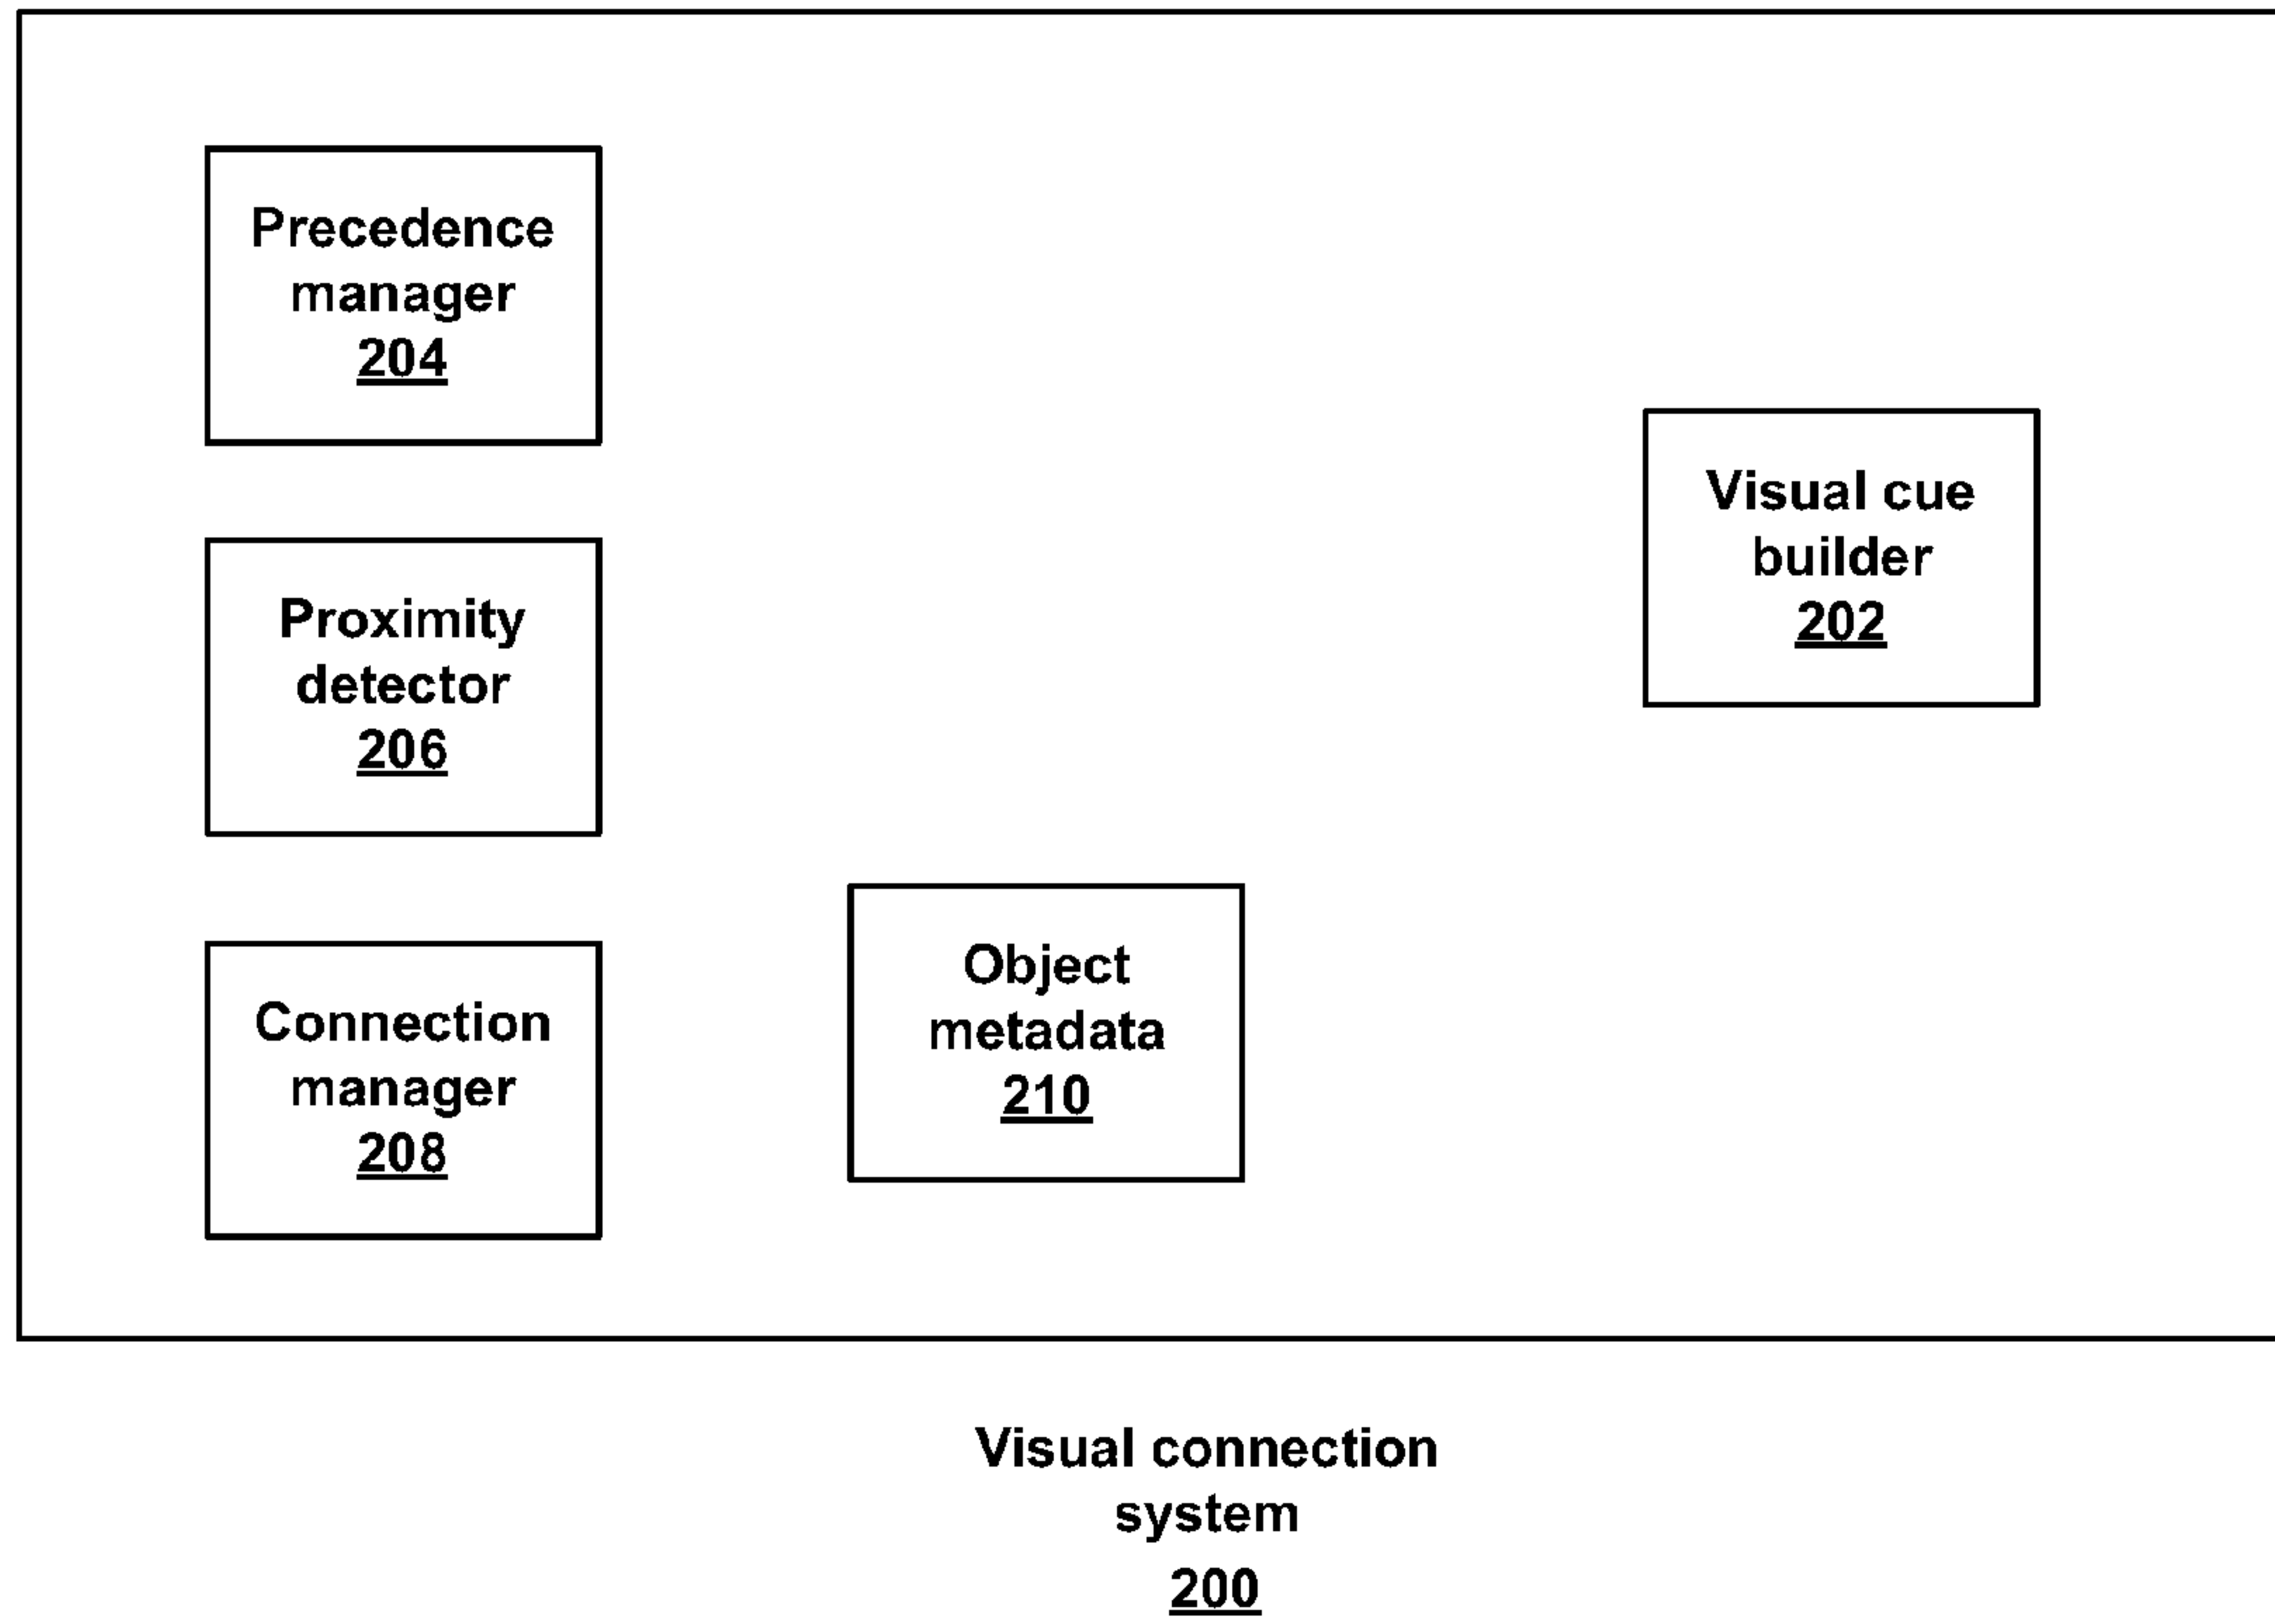 Precedence
manager
204
Visual cue
builder
202
Proximity
detector
206
Object
metadata
210
Connection
manager
208
Visual connection
system
200